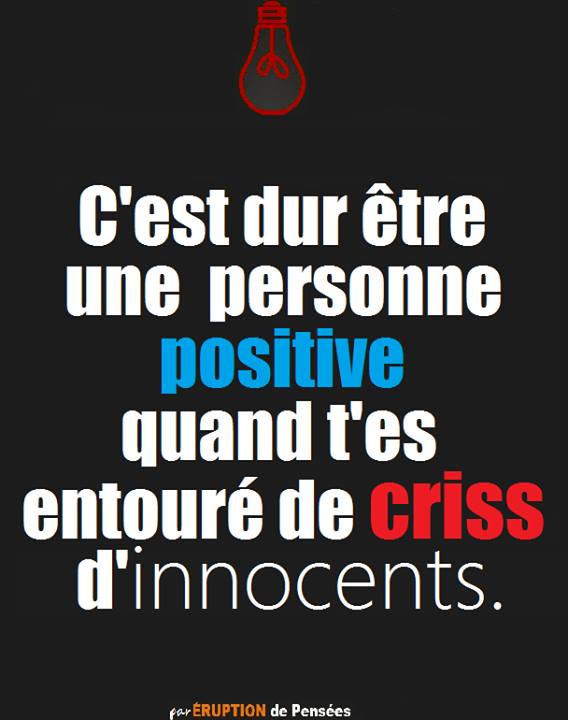 C'est dur être
une personne
positive
quand t'es
entouré de criss
d'innocents.
par ÉRUPTION de Pensées